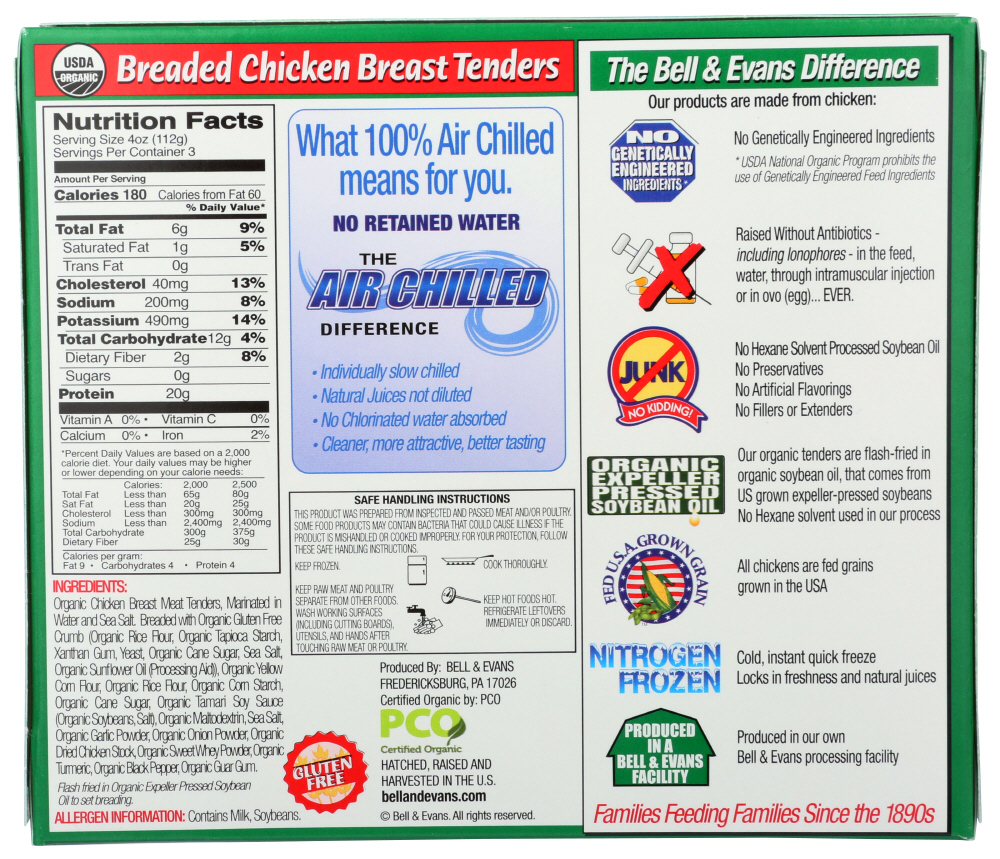 USDA
ORGANIC
Breaded Chicken Breast Tenders
Nutrition Facts
Serving Size 4oz (112g)
Servings Per Container 3
Amount Per Serving
Calories 180 Calories from Fat 60
% Daily Value*
Total Fat 6g 9%
Saturated Fat 1g 5%
Trans Fat 0g
Cholesterol 40mg 13%
Sodium 200mg 8%
Potassium 490mg 14%
Total Carbohydrate 12g 4%
Dietary Fiber 2g 8%
Sugars 0g
Protein 20g
Vitamin A 0% • Vitamin C 0%
Calcium 0% • Iron 2%
*Percent Daily Values are based on a 2,000
calorie diet. Your daily values may be higher
or lower depending on your calorie needs:
Calories: 2,000 2,500
Total Fat Less than 65g 80g
Sat Fat Less than 20g 25g
Cholesterol Less than 300mg 300mg
Sodium Less than 2,400mg 2,400mg
Total Carbohydrate 300g 375g
Dietary Fiber 25g 30g
Calories per gram:
Fat 9 • Carbohydrates 4 • Protein 4
INGREDIENTS:
Organic Chicken Breast Meat Tenders, Marinated in
Water and Sea Salt. Breaded with Organic Gluten Free
Crumb (Organic Rice Flour, Organic Tapioca Starch,
Xanthan Gum, Yeast, Organic Cane Sugar, Sea Salt,
Organic Sunflower Oil (Processing Aid)), Organic Yellow
Corn Flour, Organic Rice Flour, Organic Corn Starch,
Organic Cane Sugar, Organic Tamari Soy Sauce
(Organic Soybeans, Salt), Organic Maltodextrin, Sea Salt,
Organic Garlic Powder, Organic Onion Powder, Organic
Dried Chicken Stock, Organic Sweet Whey Powder, Organic
Turmeric, Organic Black Pepper, Organic Guar Gum.
Flash fried in Organic Expeller Pressed Soybean
Oil to set breading.
ALLERGEN INFORMATION: Contains Milk, Soybeans.
What 100% Air Chilled
means for you.
NO RETAINED WATER
THE
AIR CHILLED
DIFFERENCE
• Individually slow chilled
• Natural Juices not diluted
• No Chlorinated water absorbed
• Cleaner, more attractive, better tasting
SAFE HANDLING INSTRUCTIONS
THIS PRODUCT WAS PREPARED FROM INSPECTED AND PASSED MEAT AND/OR POULTRY.
SOME FOOD PRODUCTS MAY CONTAIN BACTERIA THAT COULD CAUSE ILLNESS IF THE
PRODUCT IS MISHANDLED OR COOKED IMPROPERLY. FOR YOUR PROTECTION, FOLLOW
THESE SAFE HANDLING INSTRUCTIONS.
KEEP FROZEN.
COOK THOROUGHLY.
KEEP RAW MEAT AND POULTRY
SEPARATE FROM OTHER FOODS.
WASH WORKING SURFACES
(INCLUDING CUTTING BOARDS),
UTENSILS, AND HANDS AFTER
TOUCHING RAW MEAT OR POULTRY.
KEEP HOT FOODS HOT.
REFRIGERATE LEFTOVERS
IMMEDIATELY OR DISCARD.
GLUTEN
FREE
Produced By: BELL & EVANS
FREDERICKSBURG, PA 17026
Certified Organic by: PCO
PCO
Certified Organic
HATCHED, RAISED AND
HARVESTED IN THE U.S.
bellandevans.com
© Bell & Evans. All rights reserved.
The Bell & Evans Difference
Our products are made from chicken:
NO
GENETICALLY
ENGINEERED
INGREDIENTS*
No Genetically Engineered Ingredients
* USDA National Organic Program prohibits the
use of Genetically Engineered Feed Ingredients
Raised Without Antibiotics -
including Ionophores - in the feed,
water, through intramuscular injection
or in ovo (egg)... EVER.
JUNK
NO KIDDING!
No Hexane Solvent Processed Soybean Oil
No Preservatives
No Artificial Flavorings
No Fillers or Extenders
ORGANIC
EXPELLER
PRESSED
SOYBEAN OIL
Our organic tenders are flash-fried in
organic soybean oil, that comes from
US grown expeller-pressed soybeans
No Hexane solvent used in our process
FED U.S.A. GROWN GRAIN
All chickens are fed grains
grown in the USA
NITROGEN
FROZEN
Cold, instant quick freeze
Locks in freshness and natural juices
PRODUCED
IN A
BELL & EVANS
FACILITY
Produced in our own
Bell & Evans processing facility
Families Feeding Families Since the 1890s